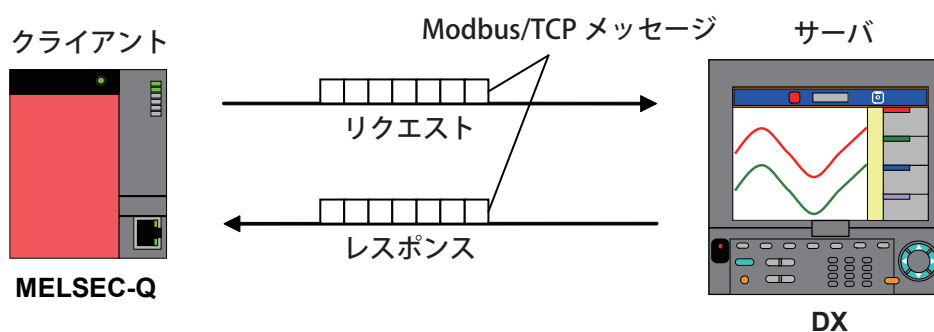 Modbus/TCP メッセージ
クライアント
サーバ
リクエスト
レスポンス
MELSEC-Q
DX